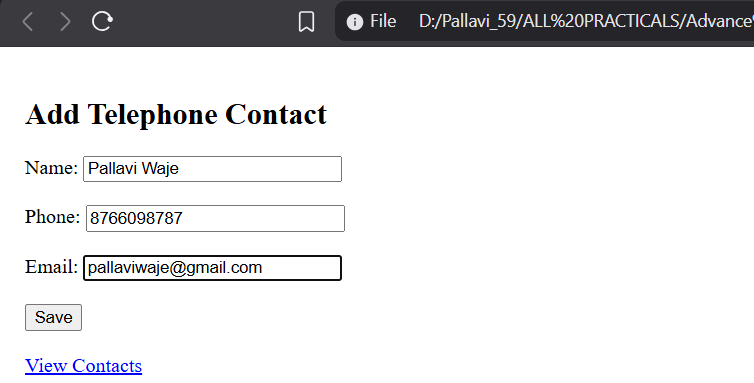 File D:/Pallavi_59/ALL%20PRACTICALS/Advance
Add Telephone Contact
Name: Pallavi Waje
Phone: 8766098787
Email: pallaviwaje@gmail.com
Save
View Contacts